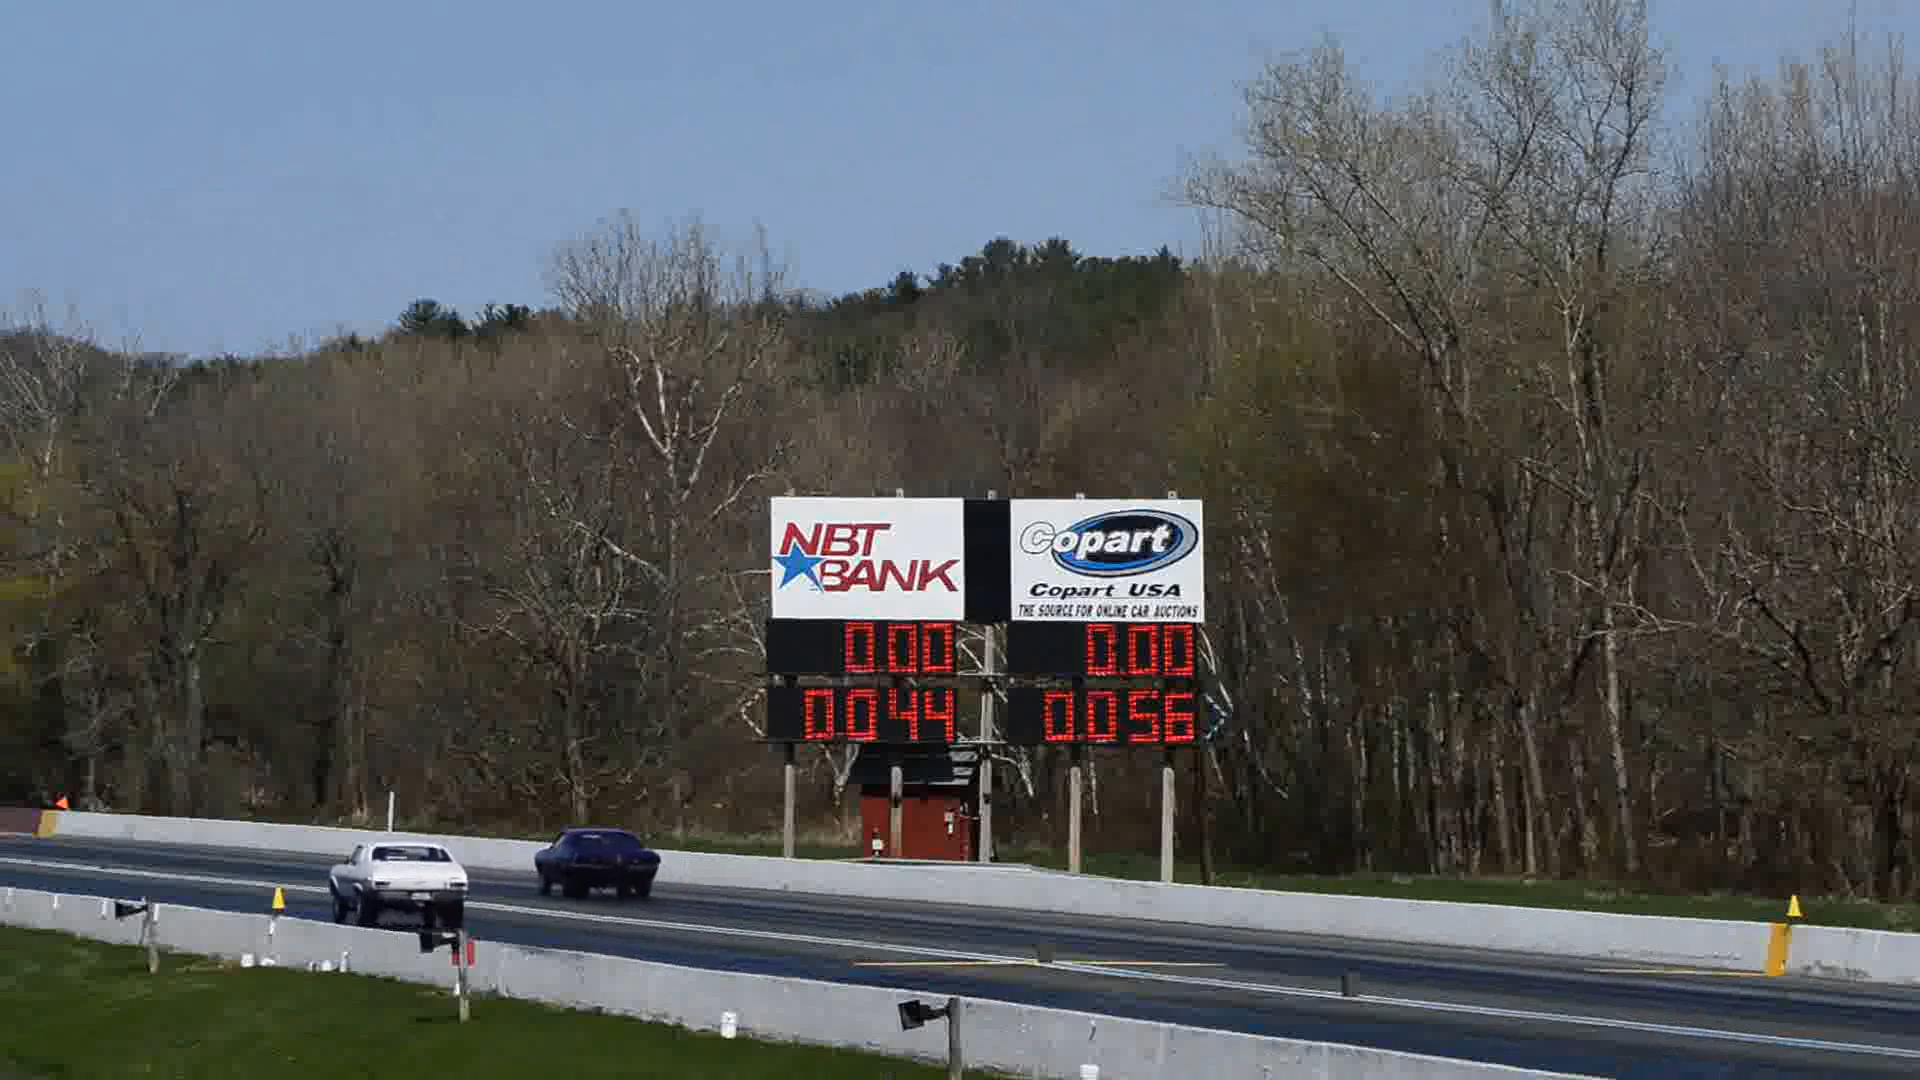 NBT
BANK
Copart
Copart USA
THE SOURCE FOR ONLINE CAR AUCTIONS
0.00
0.00
0.044
0.056